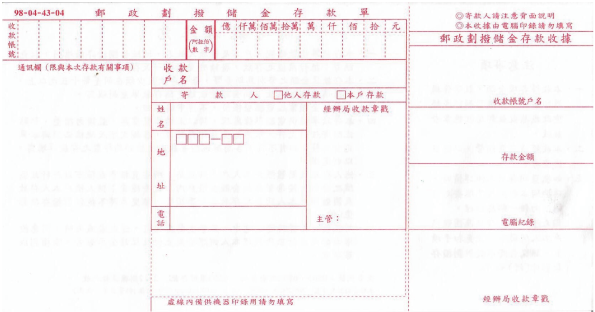 98-04-43-04 郵政劃撥儲金存款單
收款帳號
金額(阿拉伯數字)
億 仟萬 佰萬 拾萬 萬 仟 佰 拾 元
通訊欄(限與本次存款有關事項)
收款戶名
寄款人 □他人存款 □本戶存款
姓名
地址
□□□—□□
電話
經辦局收款章戳
主管：
虛線內備供機器印錄用請勿填寫
◎寄款人請注意背面說明
◎本收據由電腦印錄請勿填寫
郵政劃撥儲金存款收據
收款帳號戶名
存款金額
電腦紀錄
經辦局收款章戳